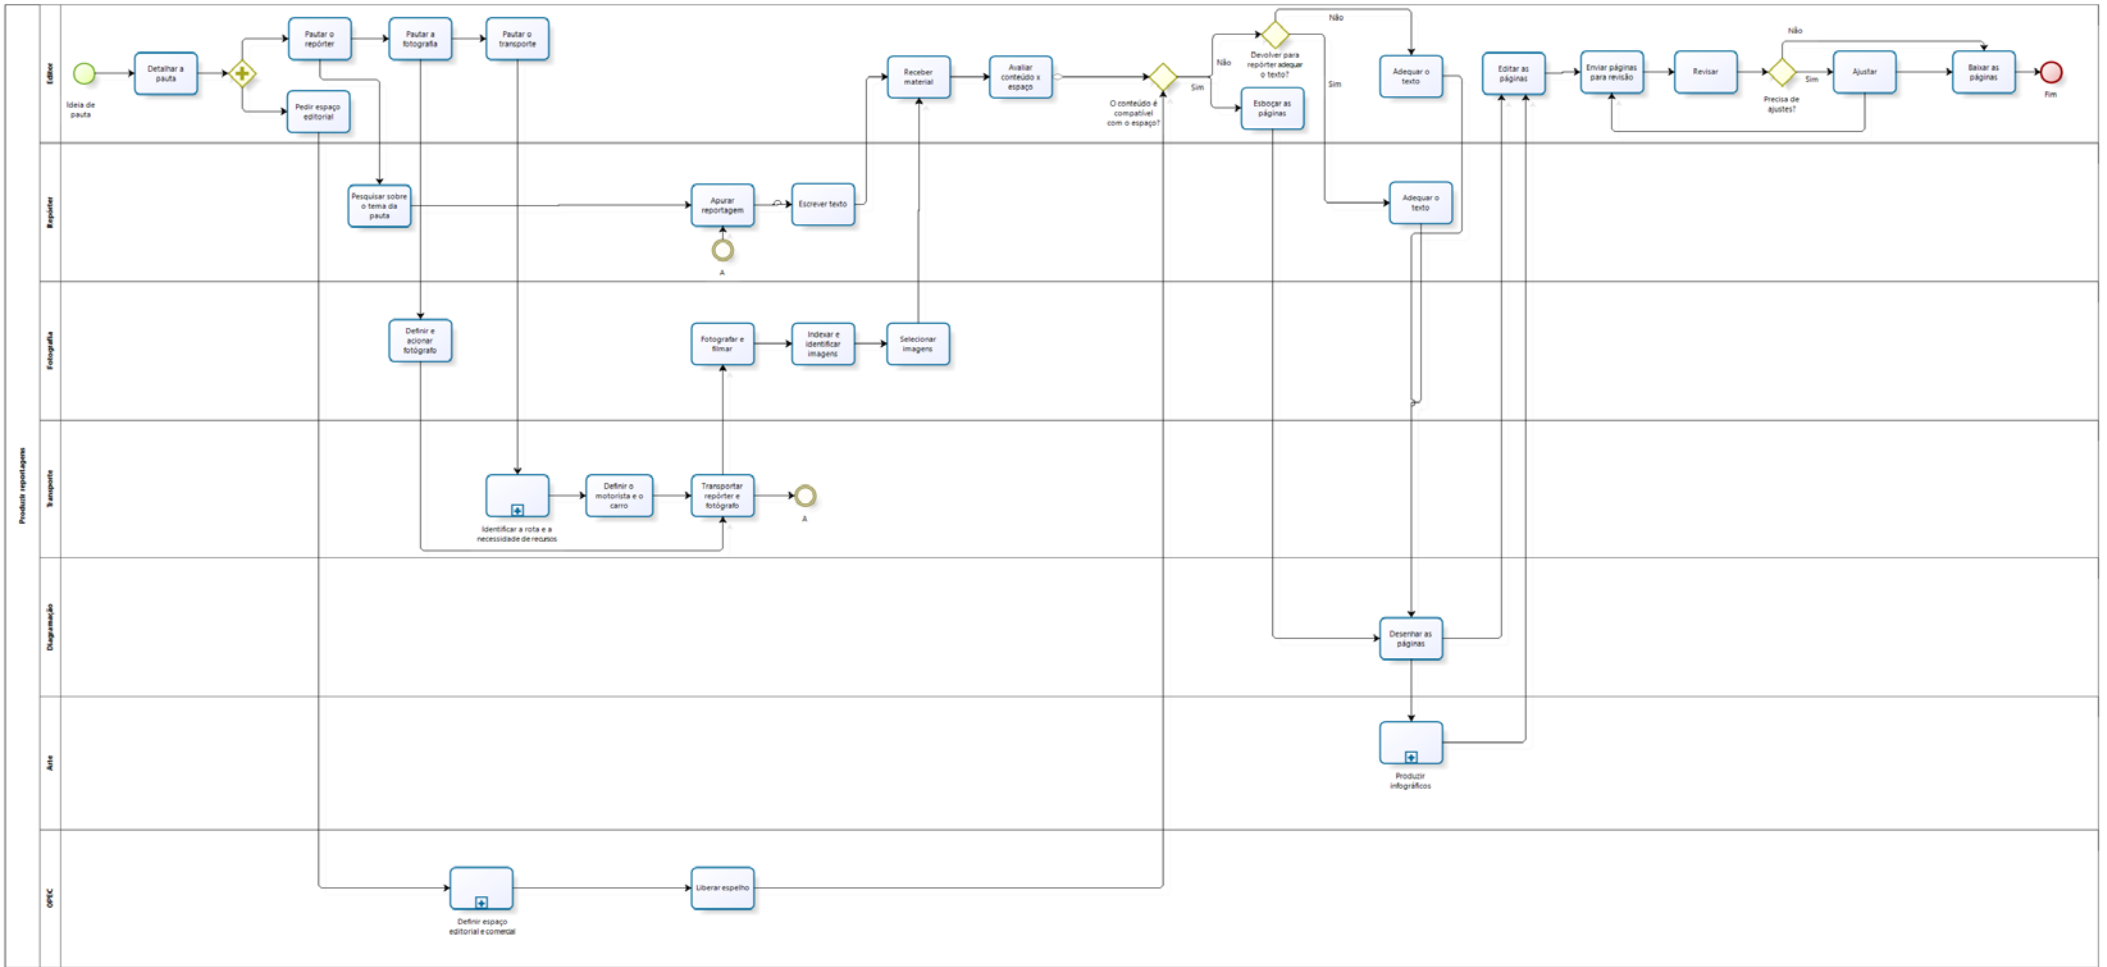 Produzir reportagens
Editor
Ideia de
pauta
Detalhar a
pauta
Pautar o
repórter
Pautar a
fotografia
Pautar o
transporte
Pedir espaço
editorial
Receber
material
Avaliar
conteúdo x
espaço
O conteúdo é
compatível
com o espaço?
Não
Sim
Devolver para
repórter adequar
o texto?
Não
Sim
Esboçar as
páginas
Adequar o
texto
Editar as
páginas
Enviar páginas
para revisão
Revisar
Precisa de
ajustes?
Não
Sim
Ajustar
Baixar as
páginas
Fim
Repórter
Pesquisar sobre
o tema da
pauta
Apurar
reportagem
A
Escrever texto
Adequar o
texto
Fotografia
Definir e
acionar
fotógrafo
Fotografar e
filmar
Indexar e
identificar
imagens
Selecionar
imagens
Transporte
Identificar a rota e a
necessidade de recursos
Definir o
motorista e o
carro
Transportar
repórter e
fotógrafo
A
Diagramação
Desenhar as
páginas
Arte
Produzir
infográficos
OPEC
Definir espaço
editorial e comercial
Liberar espelho